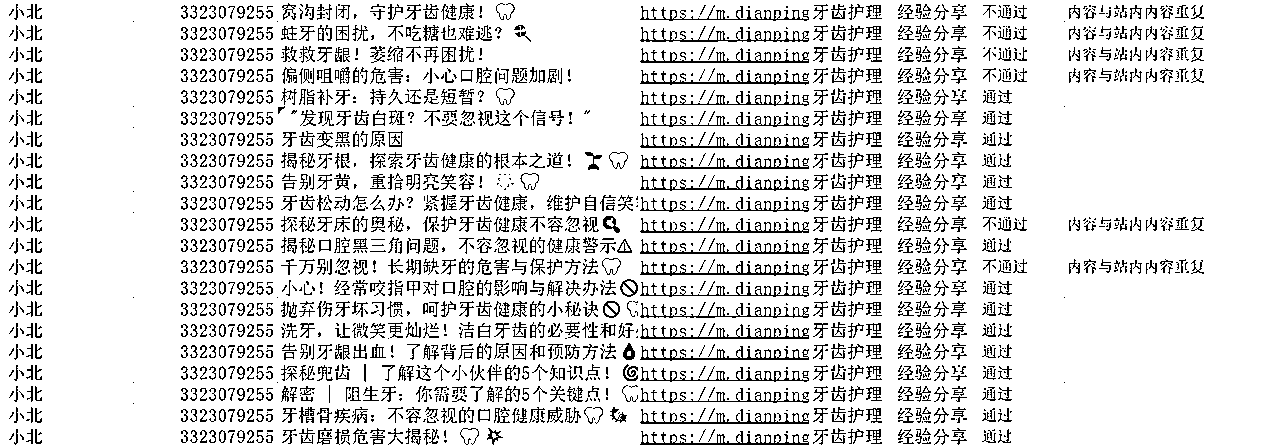 小北 3323079255 窝沟封闭，守护牙齿健康！🦷 https://m.dianping 牙齿护理 经验分享 不通过 内容与站内内容重复
小北 3323079255 蛀牙的困扰，不吃糖也难逃？🍭 https://m.dianping 牙齿护理 经验分享 不通过 内容与站内内容重复
小北 3323079255 救救牙龈！萎缩不再困扰！ https://m.dianping 牙齿护理 经验分享 不通过 内容与站内内容重复
小北 3323079255 偏侧咀嚼的危害：小心口腔问题加剧！ https://m.dianping 牙齿护理 经验分享 不通过 内容与站内内容重复
小北 3323079255 树脂补牙：持久还是短暂？🦷 https://m.dianping 牙齿护理 经验分享 通过
小北 3323079255 "发现牙齿白斑？不要忽视这个信号！" https://m.dianping 牙齿护理 经验分享 通过
小北 3323079255 牙齿变黑的原因 https://m.dianping 牙齿护理 经验分享 通过
小北 3323079255 揭秘牙根，探索牙齿健康的根本之道！🌱🦷 https://m.dianping 牙齿护理 经验分享 通过
小北 3323079255 告别牙黄，重拾明亮笑容！🦷 https://m.dianping 牙齿护理 经验分享 通过
小北 3323079255 牙齿松动怎么办？紧握牙齿健康，维护自信笑 https://m.dianping 牙齿护理 经验分享 通过
小北 3323079255 探秘牙床的奥秘，保护牙齿健康不容忽视🔍 https://m.dianping 牙齿护理 经验分享 不通过 内容与站内内容重复
小北 3323079255 揭秘口腔黑三角问题，不容忽视的健康警示⚠ https://m.dianping 牙齿护理 经验分享 通过
小北 3323079255 千万别忽视！长期缺牙的危害与保护方法🦷 https://m.dianping 牙齿护理 经验分享 不通过 内容与站内内容重复
小北 3323079255 小心！经常咬指甲对口腔的影响与解决办法🚫 https://m.dianping 牙齿护理 经验分享 通过
小北 3323079255 抛弃伤牙坏习惯，呵护牙齿健康的小秘诀🚫 https://m.dianping 牙齿护理 经验分享 通过
小北 3323079255 洗牙，让微笑更灿烂！洁白牙齿的必要性和好 https://m.dianping 牙齿护理 经验分享 通过
小北 3323079255 告别牙龈出血！了解背后的原因和预防方法🩸 https://m.dianping 牙齿护理 经验分享 通过
小北 3323079255 探秘兜齿 | 了解这个小伙伴的5个知识点！🌀 https://m.dianping 牙齿护理 经验分享 通过
小北 3323079255 解密 | 阻生牙：你需要了解的5个关键点！🦷 https://m.dianping 牙齿护理 经验分享 通过
小北 3323079255 牙槽骨疾病：不容忽视的口腔健康威胁🦷 https://m.dianping 牙齿护理 经验分享 通过
小北 3323079255 牙齿磨损危害大揭秘！🦷 https://m.dianping 牙齿护理 经验分享 通过